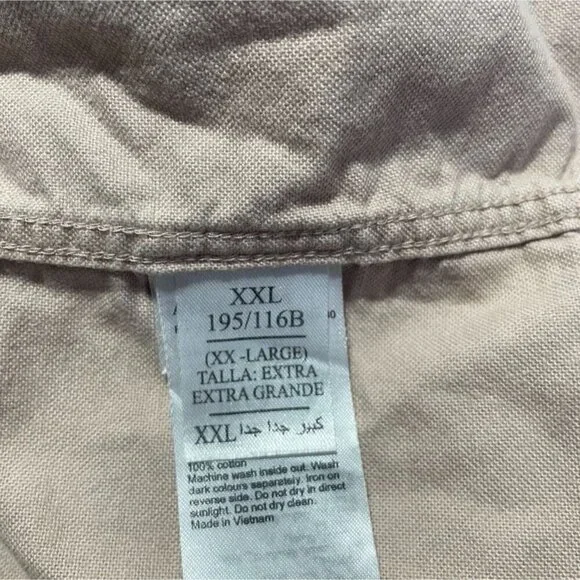 XXL
195/116B
(XX-LARGE)
TALLA: EXTRA
EXTRA GRANDE
XXL كبير جدا جدا
100% cotton
Machine wash inside out. Wash
dark colours separately. Iron on
reverse side. Do not dry in direct
sunlight. Do not dry clean.
Made in Vietnam